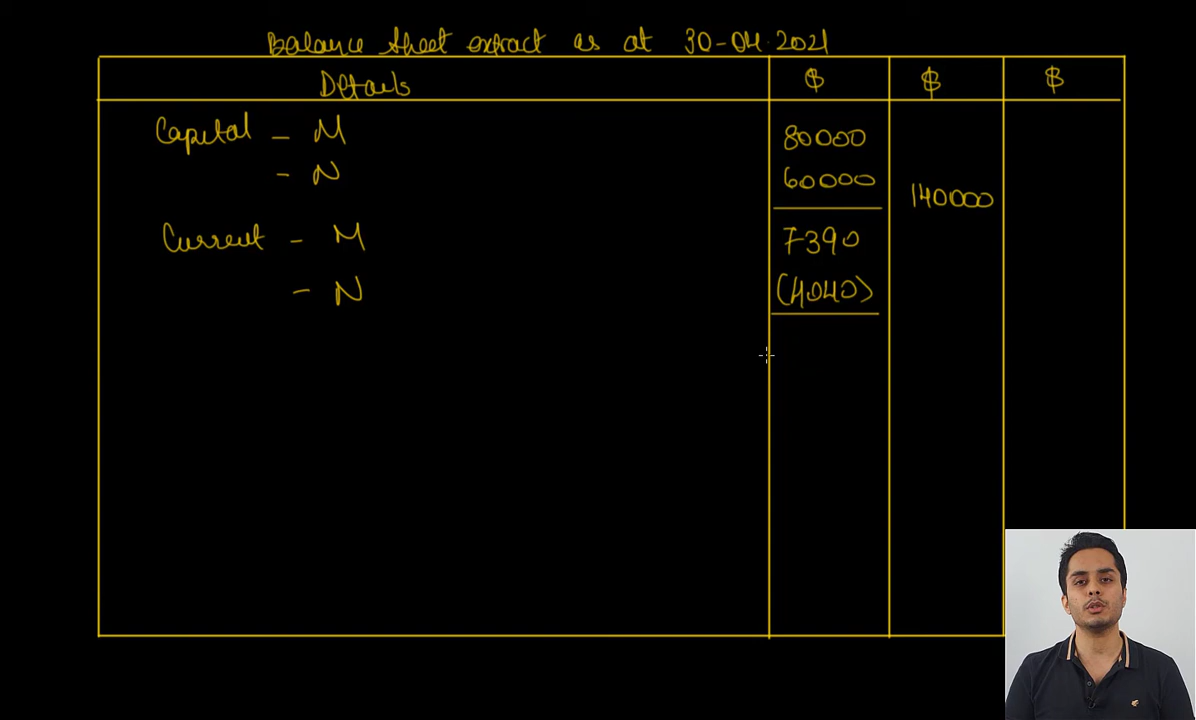 Balance sheet extract as at 30-04-2021
Details $ $ $
Capital - M 80000
- N 60000 140000
Current - M 7390
- N (4040)